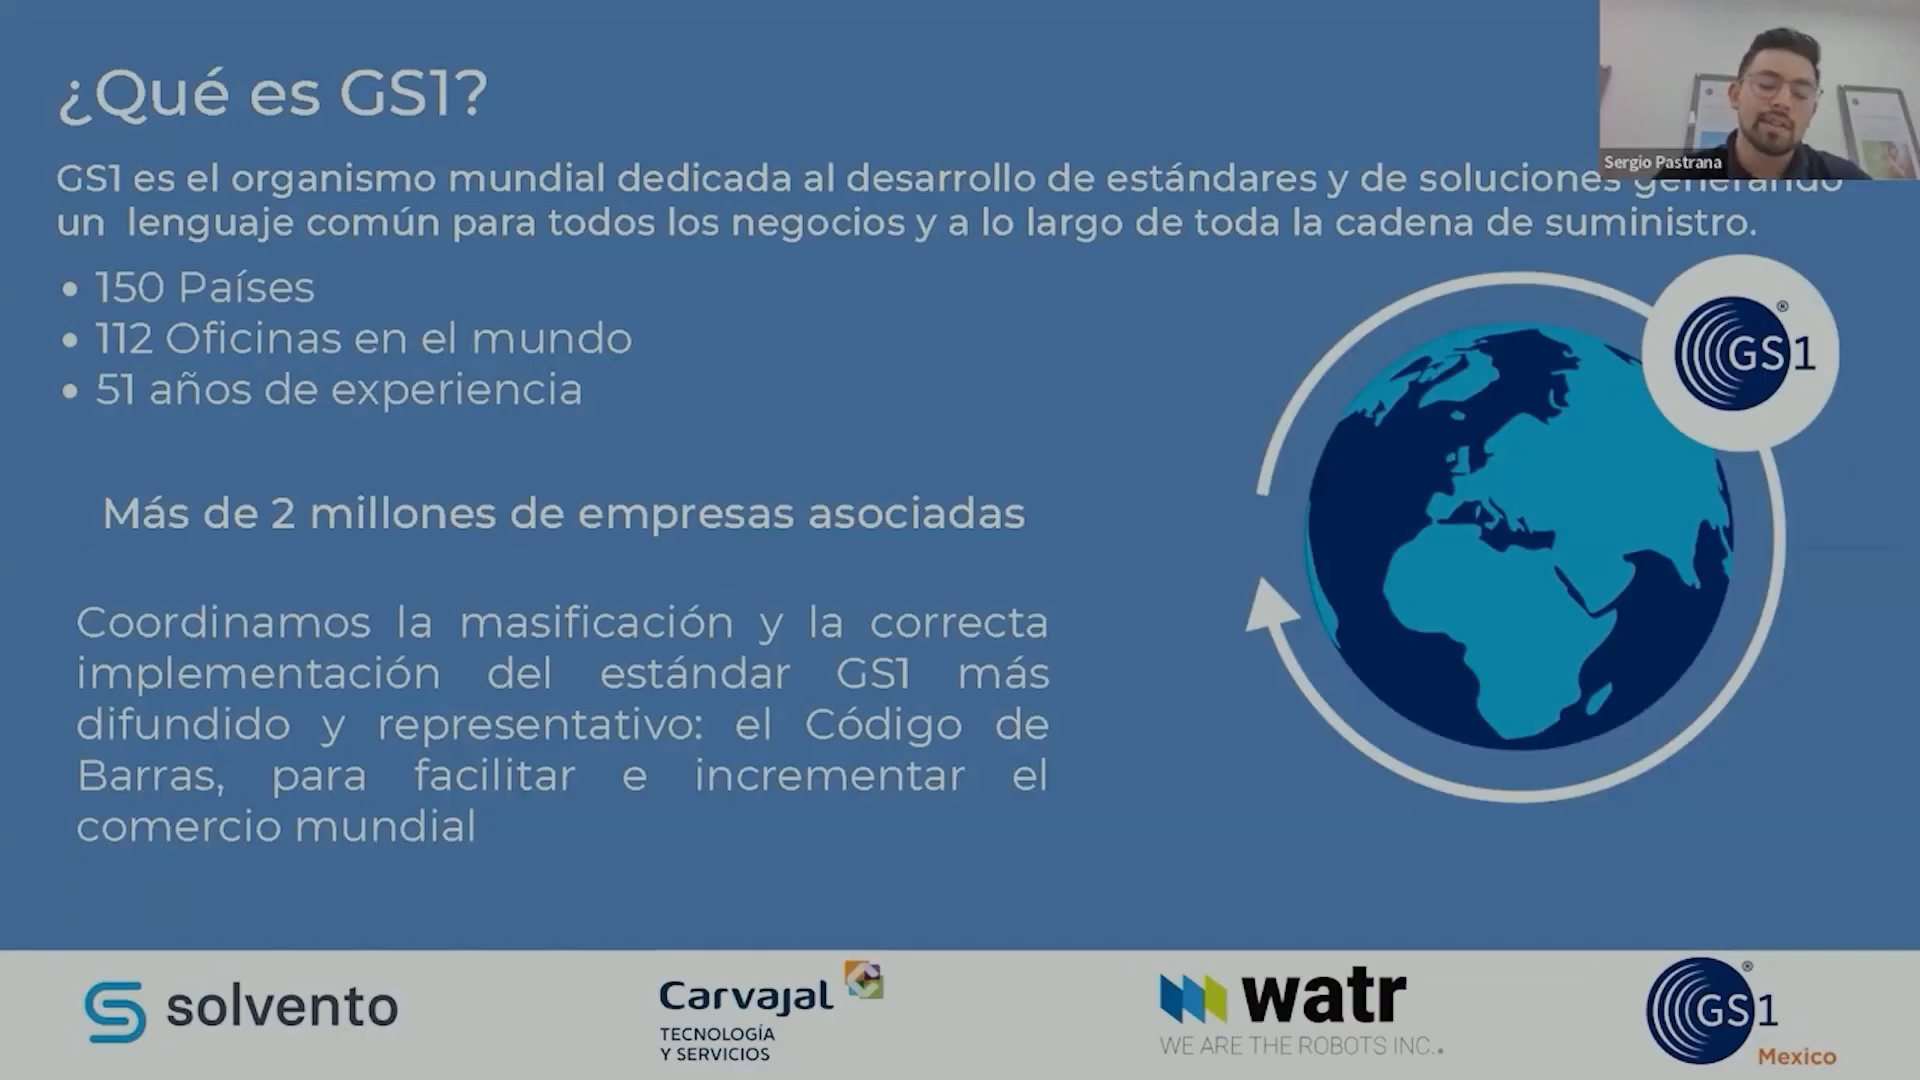 ¿Qué es GS1?
Sergio Pastrana
GS1 es el organismo mundial dedicada al desarrollo de estándares y de soluciones generando
un lenguaje común para todos los negocios y a lo largo de toda la cadena de suministro.
• 150 Países
• 112 Oficinas en el mundo
• 51 años de experiencia
GS1
®
Más de 2 millones de empresas asociadas
Coordinamos la masificación y la correcta
implementación del estándar GS1 más
difundido y representativo: el Código de
Barras, para facilitar e incrementar el
comercio mundial
solvento
Carvajal
TECNOLOGÍA
Y SERVICIOS
watr
WE ARE THE ROBOTS INC.
GS1
®
Mexico